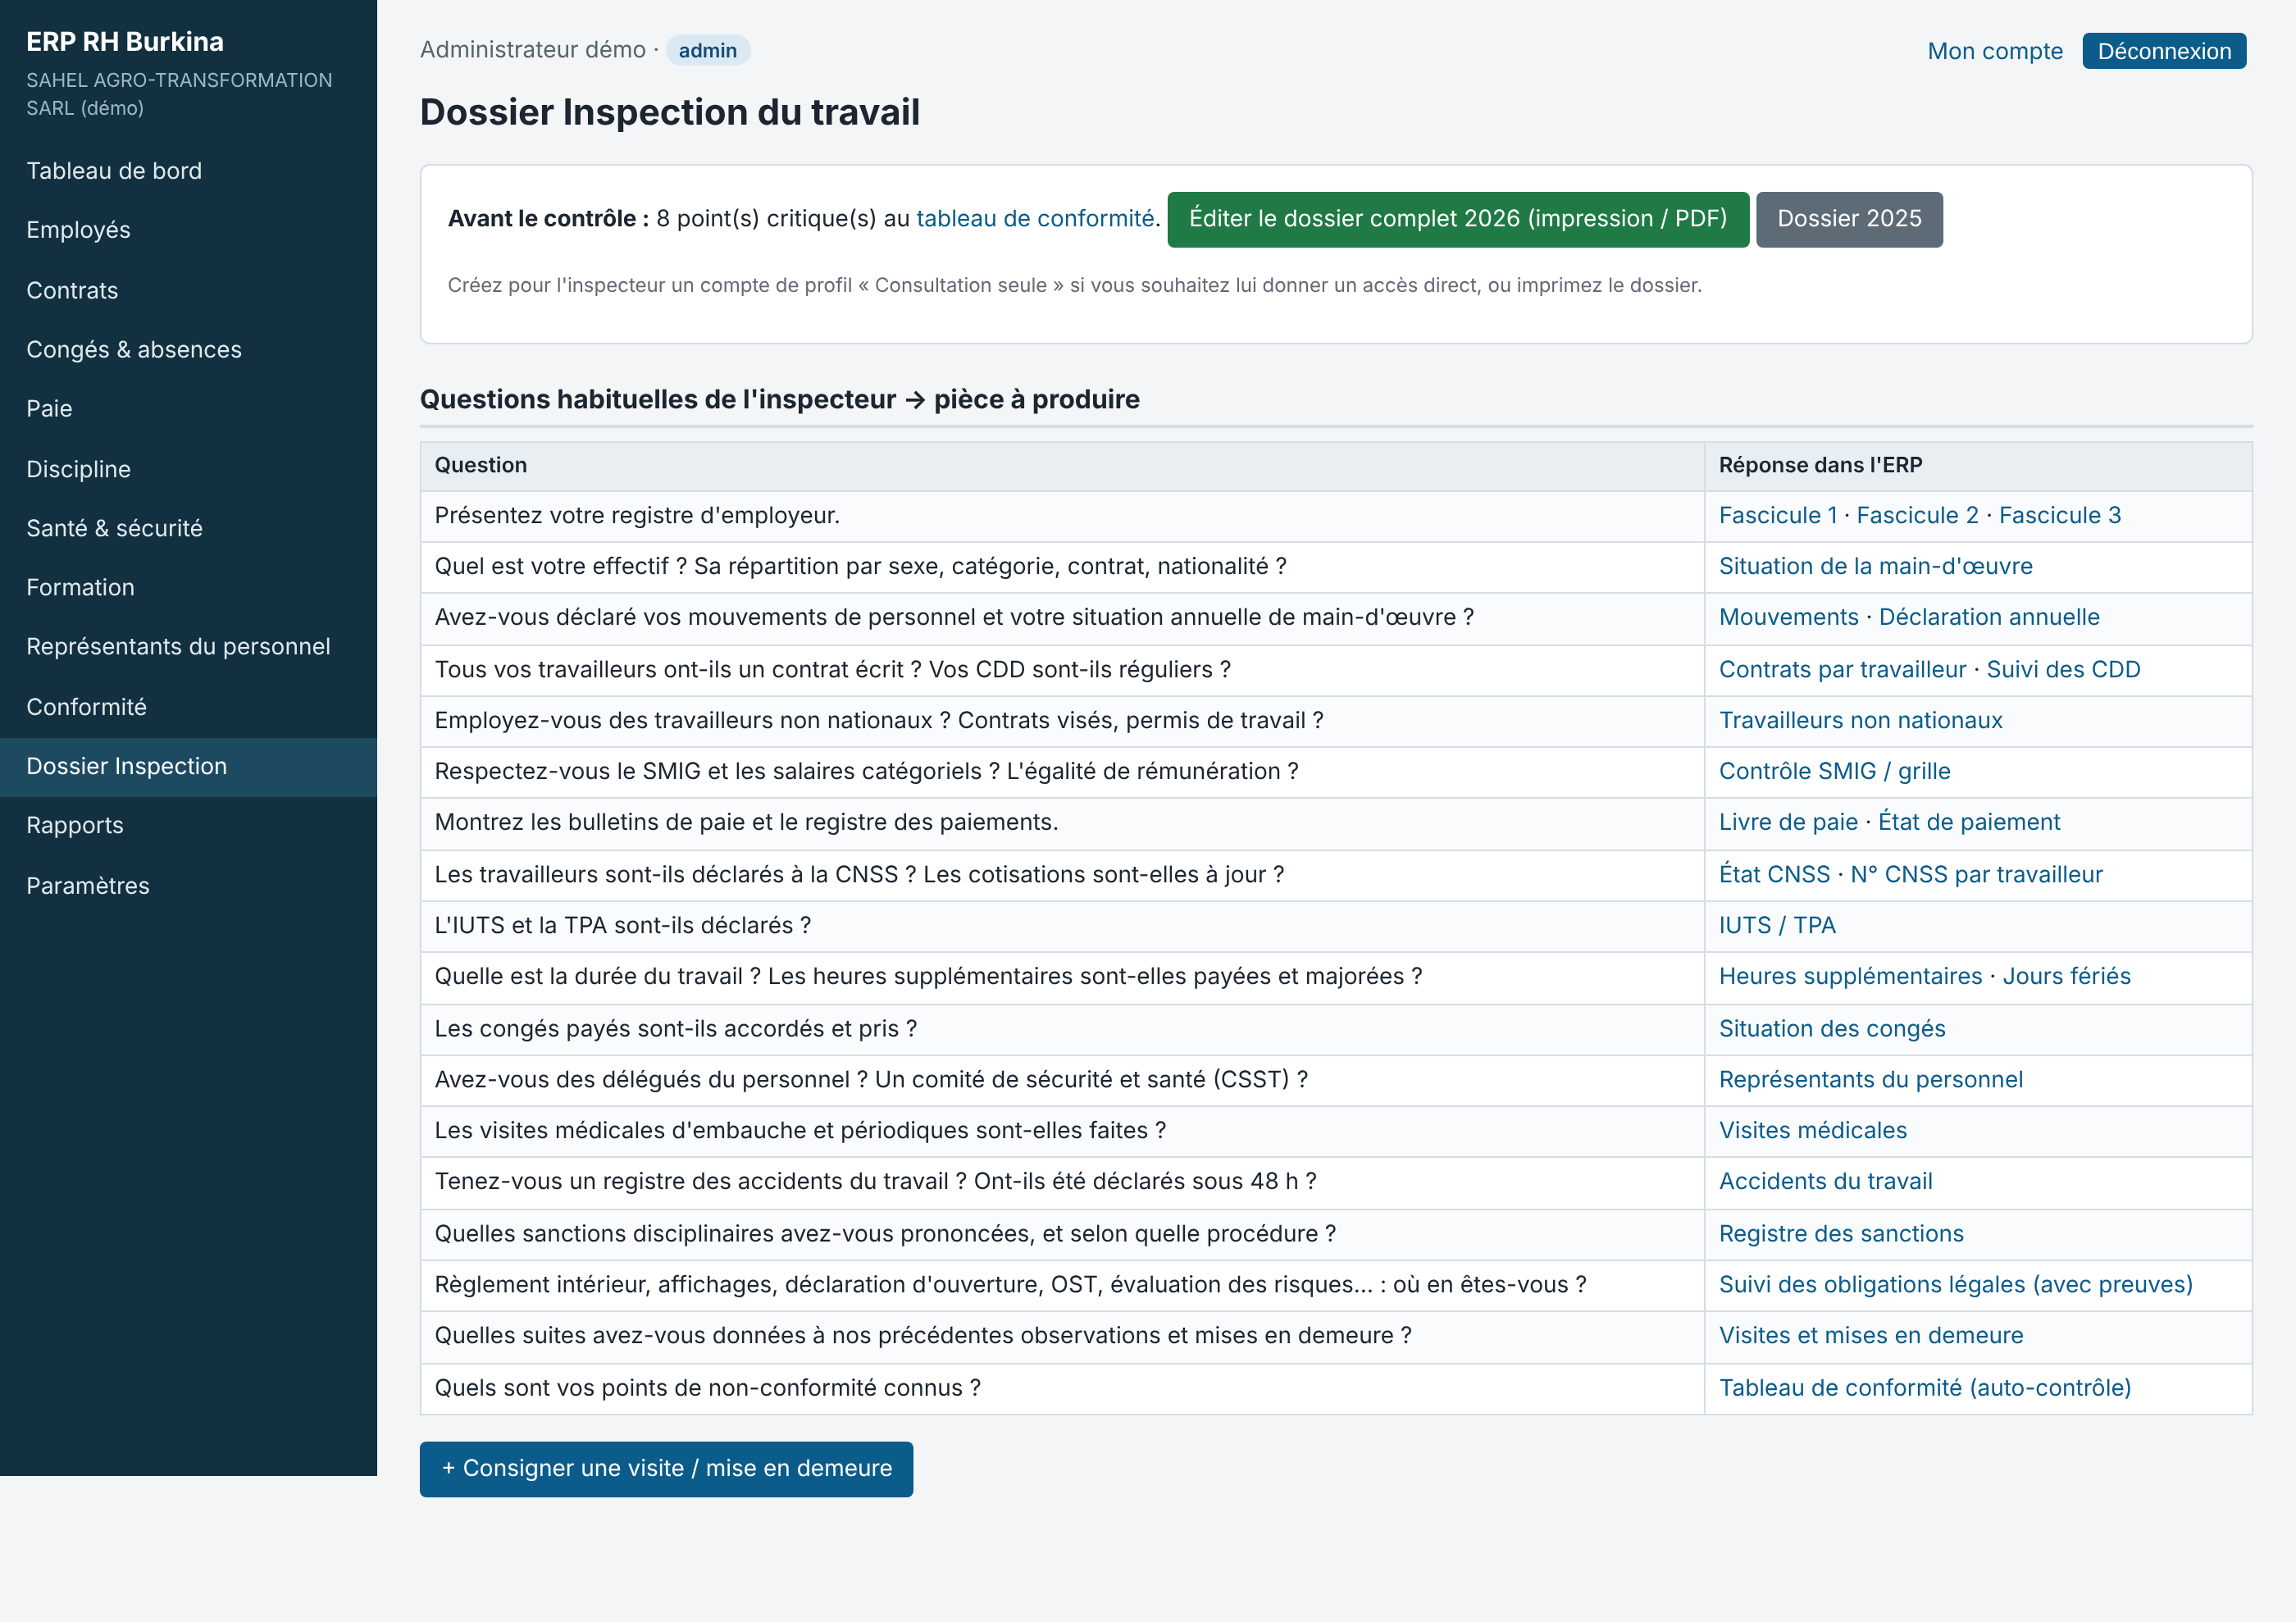 ERP RH Burkina
SAHEL AGRO-TRANSFORMATION
SARL (démo)
Tableau de bord
Employés
Contrats
Congés & absences
Paie
Discipline
Santé & sécurité
Formation
Représentants du personnel
Conformité
Dossier Inspection
Rapports
Paramètres
Administrateur démo · admin
Mon compte Déconnexion
Dossier Inspection du travail
Avant le contrôle : 8 point(s) critique(s) au tableau de conformité. Éditer le dossier complet 2026 (impression / PDF) Dossier 2025
Créez pour l'inspecteur un compte de profil « Consultation seule » si vous souhaitez lui donner un accès direct, ou imprimez le dossier.
Questions habituelles de l'inspecteur → pièce à produire
Question Réponse dans l'ERP
Présentez votre registre d'employeur. Fascicule 1 · Fascicule 2 · Fascicule 3
Quel est votre effectif ? Sa répartition par sexe, catégorie, contrat, nationalité ? Situation de la main-d'œuvre
Avez-vous déclaré vos mouvements de personnel et votre situation annuelle de main-d'œuvre ? Mouvements · Déclaration annuelle
Tous vos travailleurs ont-ils un contrat écrit ? Vos CDD sont-ils réguliers ? Contrats par travailleur · Suivi des CDD
Employez-vous des travailleurs non nationaux ? Contrats visés, permis de travail ? Travailleurs non nationaux
Respectez-vous le SMIG et les salaires catégoriels ? L'égalité de rémunération ? Contrôle SMIG / grille
Montrez les bulletins de paie et le registre des paiements. Livre de paie · État de paiement
Les travailleurs sont-ils déclarés à la CNSS ? Les cotisations sont-elles à jour ? État CNSS · N° CNSS par travailleur
L'IUTS et la TPA sont-ils déclarés ? IUTS / TPA
Quelle est la durée du travail ? Les heures supplémentaires sont-elles payées et majorées ? Heures supplémentaires · Jours fériés
Les congés payés sont-ils accordés et pris ? Situation des congés
Avez-vous des délégués du personnel ? Un comité de sécurité et santé (CSST) ? Représentants du personnel
Les visites médicales d'embauche et périodiques sont-elles faites ? Visites médicales
Tenez-vous un registre des accidents du travail ? Ont-ils été déclarés sous 48 h ? Accidents du travail
Quelles sanctions disciplinaires avez-vous prononcées, et selon quelle procédure ? Registre des sanctions
Règlement intérieur, affichages, déclaration d'ouverture, OST, évaluation des risques… : où en êtes-vous ? Suivi des obligations légales (avec preuves)
Quelles suites avez-vous données à nos précédentes observations et mises en demeure ? Visites et mises en demeure
Quels sont vos points de non-conformité connus ? Tableau de conformité (auto-contrôle)
+ Consigner une visite / mise en demeure